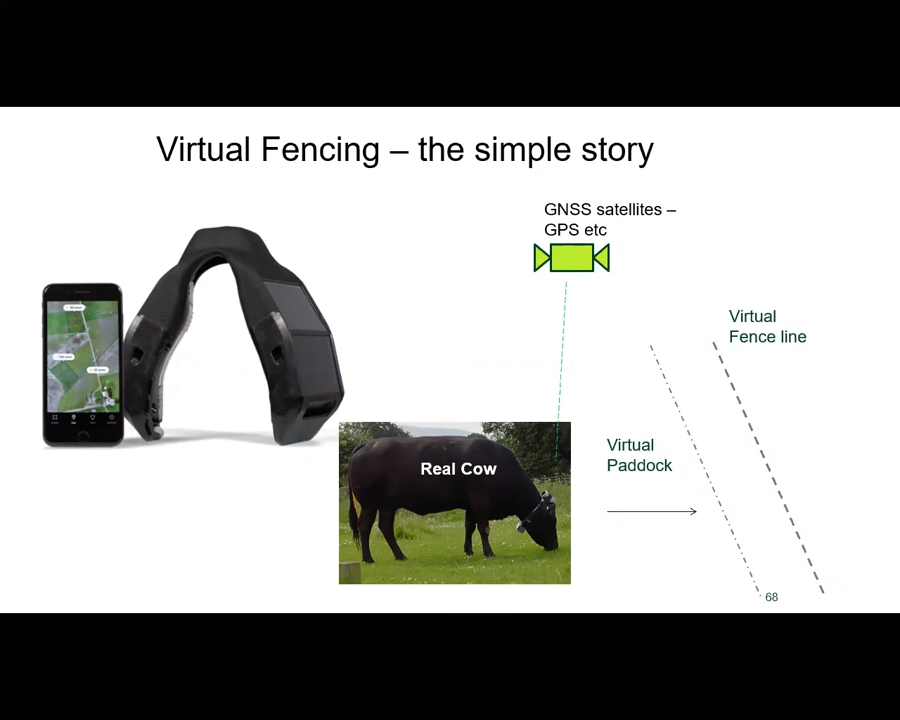 Virtual Fencing – the simple story
GNSS satellites –
GPS etc
Virtual
Fence line
Virtual
Paddock
Real Cow
68